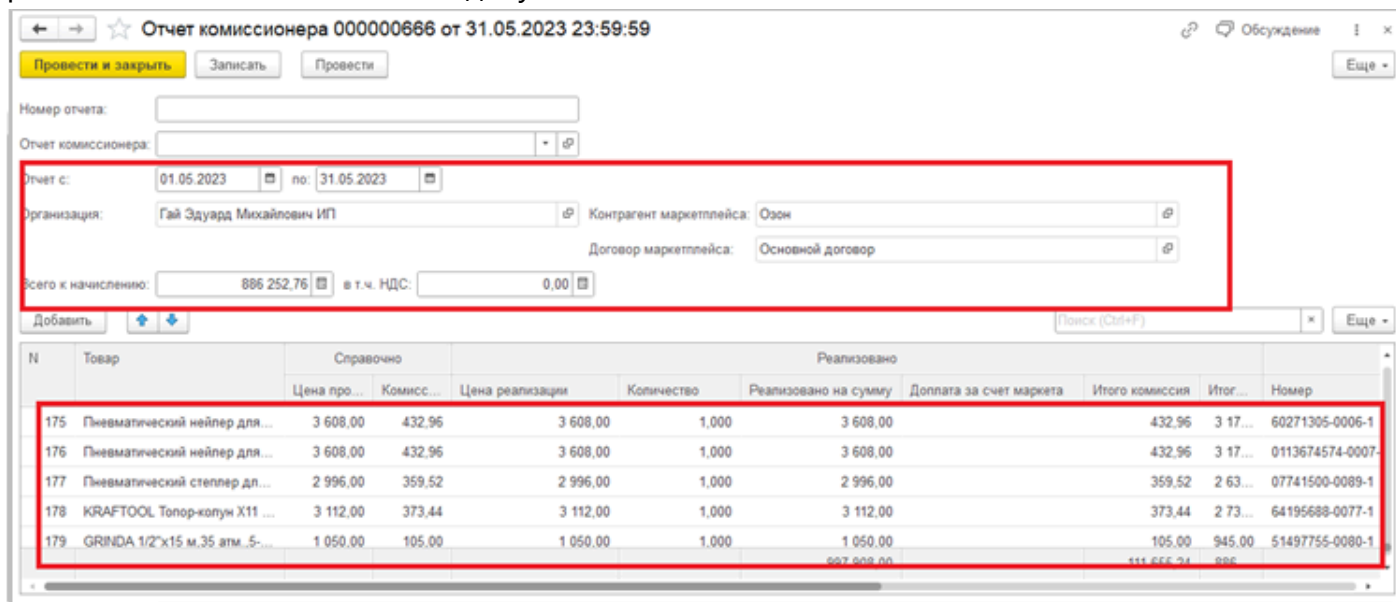 Отчет комиссионера 000000666 от 31.05.2023 23:59:59
Обсуждение
Провести и закрыть Записать Провести Еще
Номер отчета:
Отчет комиссионера:
Отчет с: 01.05.2023 по: 31.05.2023
Организация: Гай Эдуард Михайлович ИП Контрагент маркетплейса: Озон
Договор маркетплейса: Основной договор
Всего к начислению: 886 252,76 в т.ч. НДС: 0,00
Добавить Поиск (Ctrl+F) × Еще
N Товар Справочно Реализовано
Цена про... Комисс... Цена реализации Количество Реализовано на сумму Доплата за счет маркета Итого комиссия Итог... Номер
175 Пневматический нейлер для... 3 608,00 432,96 3 608,00 1,000 3 608,00 432,96 3 17... 60271305-0006-1
176 Пневматический нейлер для... 3 608,00 432,96 3 608,00 1,000 3 608,00 432,96 3 17... 0113674574-0007-
177 Пневматический степлер дл... 2 996,00 359,52 2 996,00 1,000 2 996,00 359,52 2 63... 07741500-0089-1
178 KRAFTOOL Топор-колун X11 ... 3 112,00 373,44 3 112,00 1,000 3 112,00 373,44 2 73... 64195688-0077-1
179 GRINDA 1/2"x15 м,35 атм.,5-... 1 050,00 105,00 1 050,00 1,000 1 050,00 105,00 945,00 51497755-0080-1
997 908,00 111 655,24 886